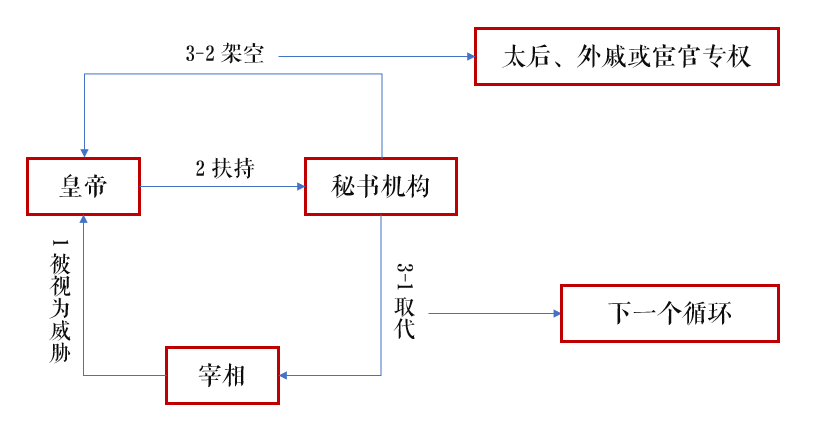 3-2 架空
太后、外戚或宦官专权
皇帝
2 扶持
秘书机构
1 被视为威胁
3-1 取代
下一个循环
宰相